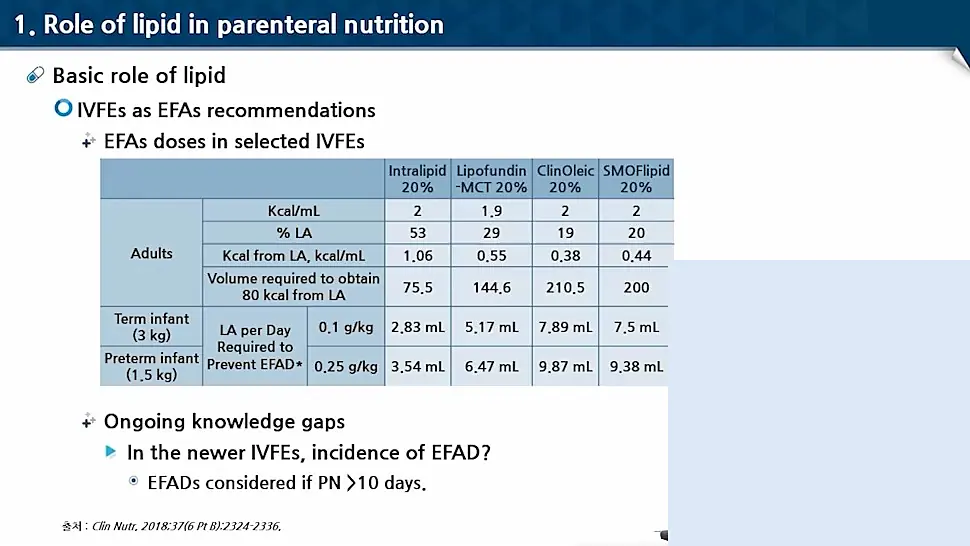 1. Role of lipid in parenteral nutrition
Basic role of lipid
IVFEs as EFAs recommendations
EFAs doses in selected IVFEs
Intralipid 20% Lipofundin -MCT 20% ClinOleic 20% SMOFlipid 20%
Adults
Kcal/mL 2 1.9 2 2
% LA 53 29 19 20
Kcal from LA, kcal/mL 1.06 0.55 0.38 0.44
Volume required to obtain 80 kcal from LA 75.5 144.6 210.5 200
Term infant (3 kg) LA per Day Required to Prevent EFAD* 0.1 g/kg 2.83 mL 5.17 mL 7.89 mL 7.5 mL
Preterm infant (1.5 kg) 0.25 g/kg 3.54 mL 6.47 mL 9.87 mL 9.38 mL
Ongoing knowledge gaps
In the newer IVFEs, incidence of EFAD?
EFADs considered if PN >10 days.
출처 : Clin Nutr. 2018;37(6 Pt B):2324-2336.